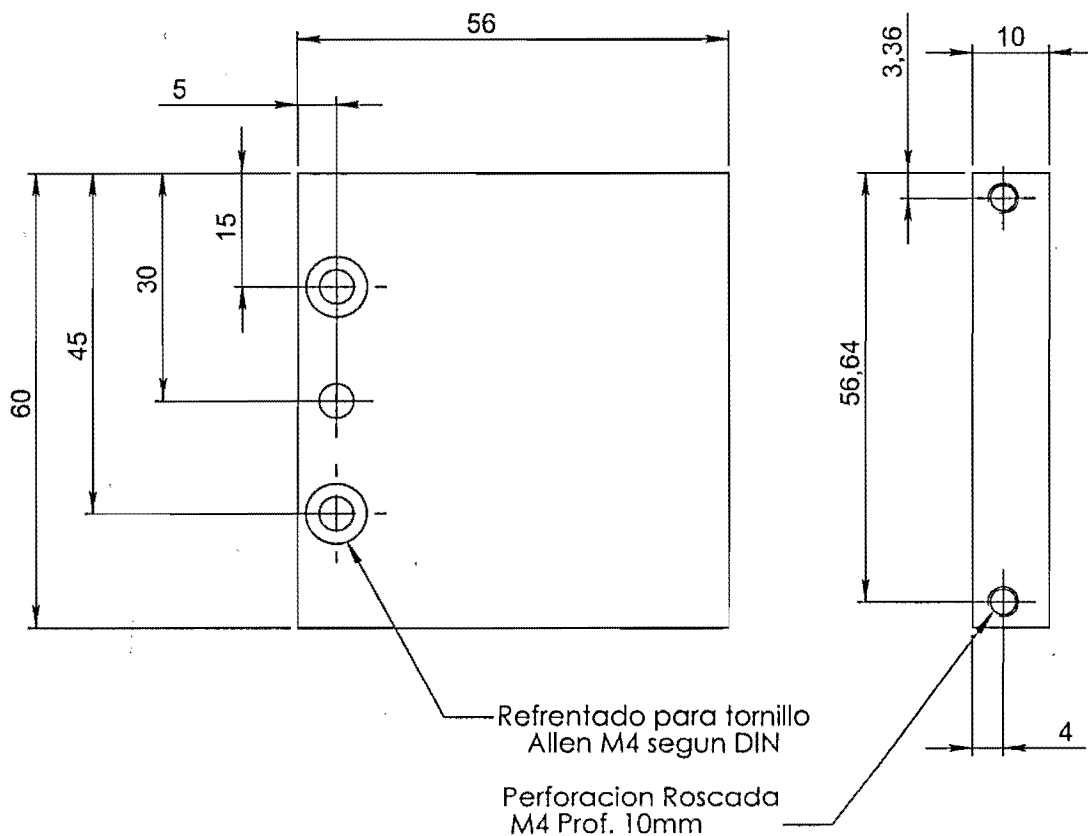 56
10
3,36
5
15
30
45
60
56,64
Refrentado para tornillo
Allen M4 segun DIN
4
Perforacion Roscada
M4 Prof. 10mm